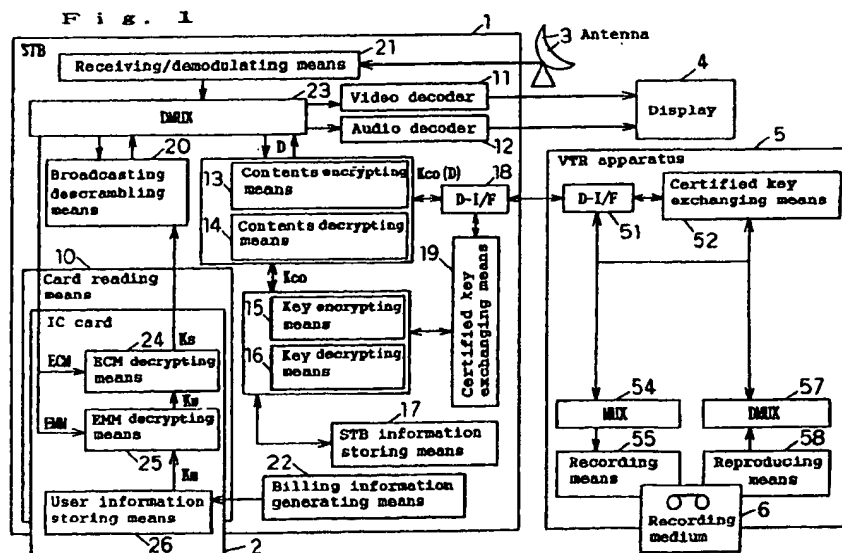 Fig. 1
1
STB
21
Receiving/demodulating means
3
Antenna
23
DMUX
11
Video decoder
Audio decoder
12
4
Display
20
D
Broadcasting descrambling means
13
Contents encrypting means
14
Contents decrypting means
Kco(D)
18
D-I/F
5
VTR apparatus
D-I/F
51
Certified key exchanging means
52
Kco
19
Certified key exchanging means
15
Key encrypting means
16
Key decrypting means
10
Card reading means
IC card
Ks
24
ECM
ECM decrypting means
Kw
EMM
EMM decrypting means
25
Km
17
STB information storing means
22
Billing information generating means
User information storing means
26
2
54
MUX
57
DMUX
55
Recording means
58
Reproducing means
Recording medium
6